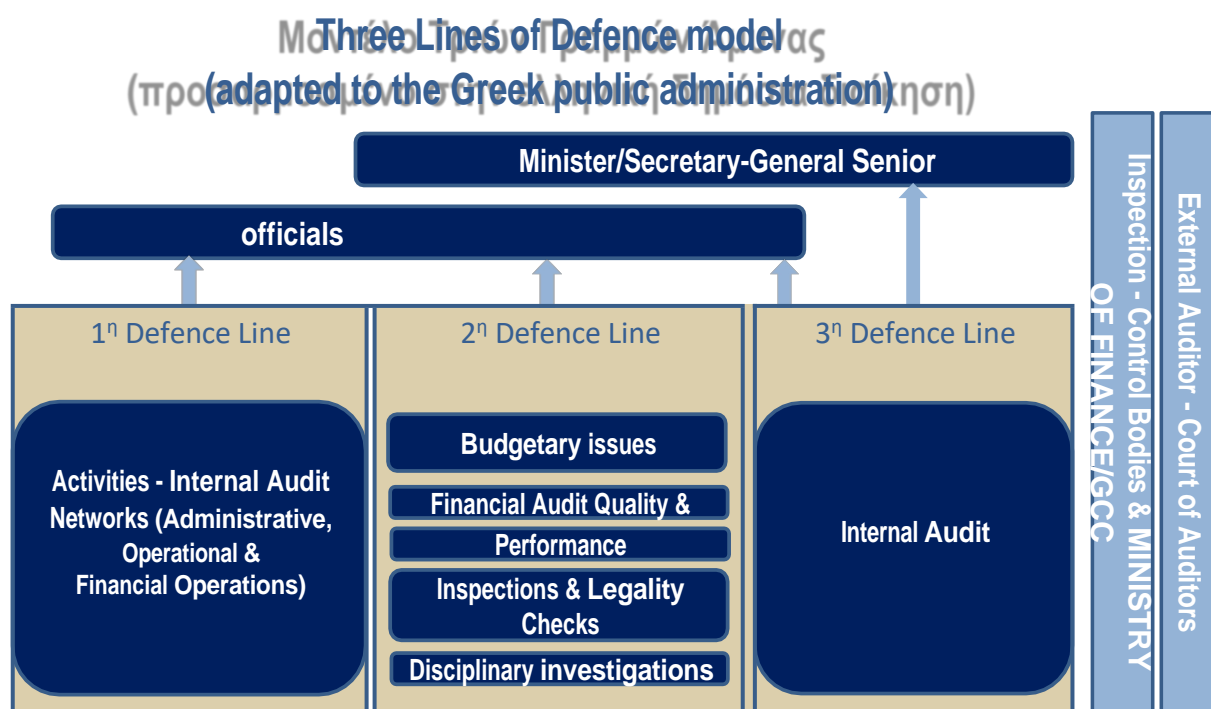 Three Lines of Defence model
(adapted to the Greek public administration)
Minister/Secretary-General Senior
officials
1η Defence Line
Activities - Internal Audit
Networks (Administrative,
Operational &
Financial Operations)
2η Defence Line
Budgetary issues
Financial Audit Quality &
Performance
Inspections & Legality
Checks
Disciplinary investigations
3η Defence Line
Internal Audit
Inspection - Control Bodies & MINISTRY
OF FINANCE/GCC
External Auditor - Court of Auditors